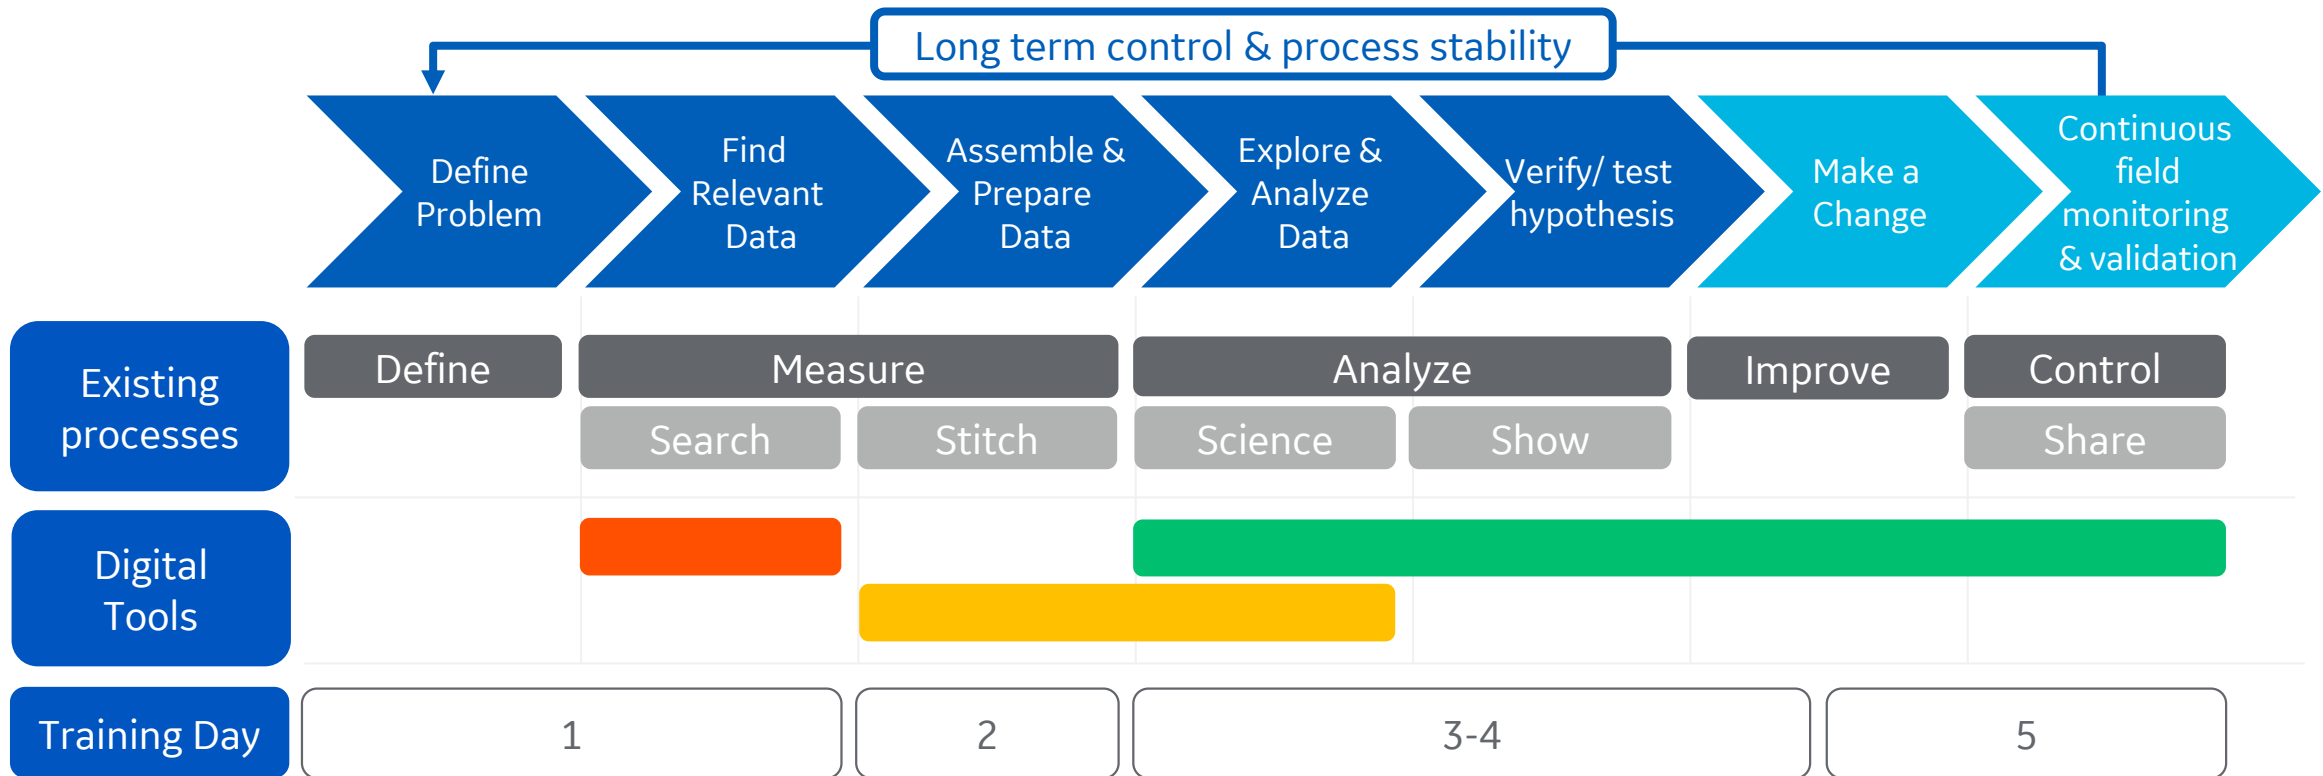 Long term control & process stability
Define
Problem
Find
Relevant
Data
Assemble &
Prepare
Data
Explore &
Analyze
Data
Verify/ test
hypothesis
Make a
Change
Continuous
field
monitoring
& validation
Existing
processes
Define
Measure
Analyze
Improve
Control
Search
Stitch
Science
Show
Share
Digital
Tools
Training Day
1
2
3-4
5